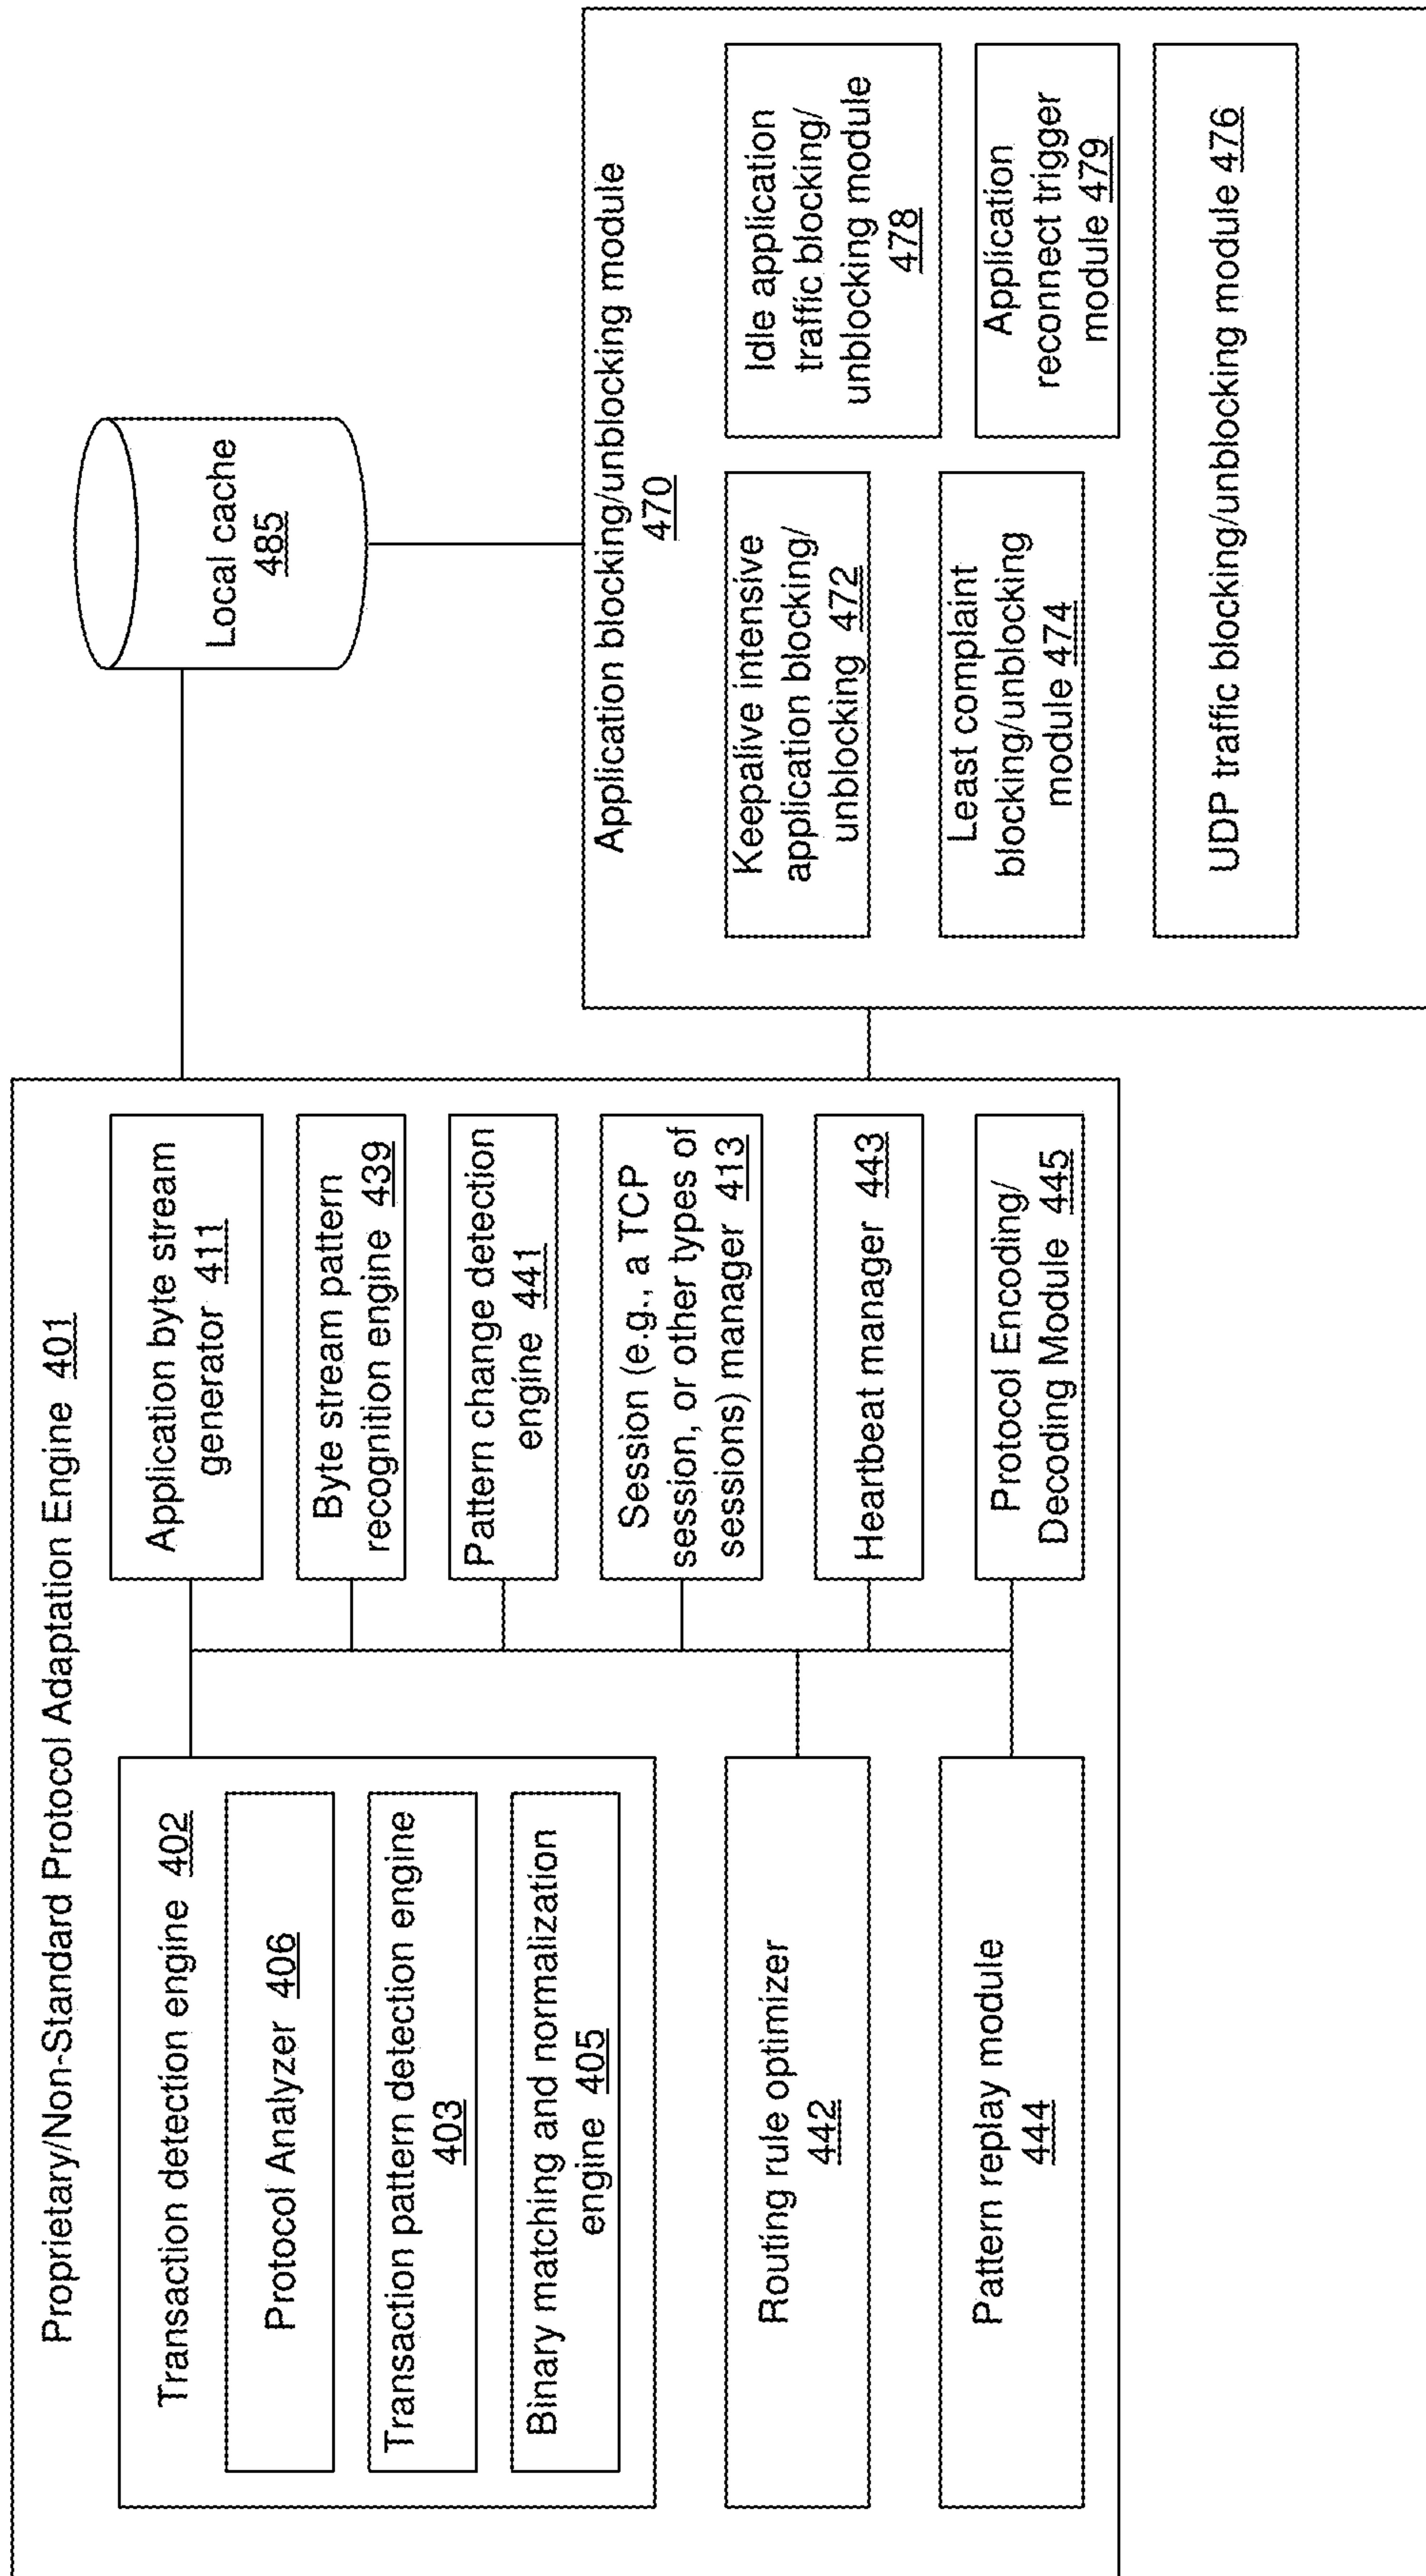 Proprietary/Non-Standard Protocol Adaptation Engine 401
Transaction detection engine 402
Protocol Analyzer 406
Transaction pattern detection engine
403
Binary matching and normalization
engine 405
Routing rule optimizer
442
Pattern replay module
444
Application byte stream
generator 411
Byte stream pattern
recognition engine 439
Pattern change detection
engine 441
Session (e.g., a TCP
session, or other types of
sessions) manager 413
Heartbeat manager 443
Protocol Encoding/
Decoding Module 445
Local cache
485
Application blocking/unblocking module
470
Keepalive intensive
application blocking/
unblocking 472
Least complaint
blocking/unblocking
module 474
Idle application
traffic blocking/
unblocking module
478
Application
reconnect trigger
module 479
UDP traffic blocking/unblocking module 476